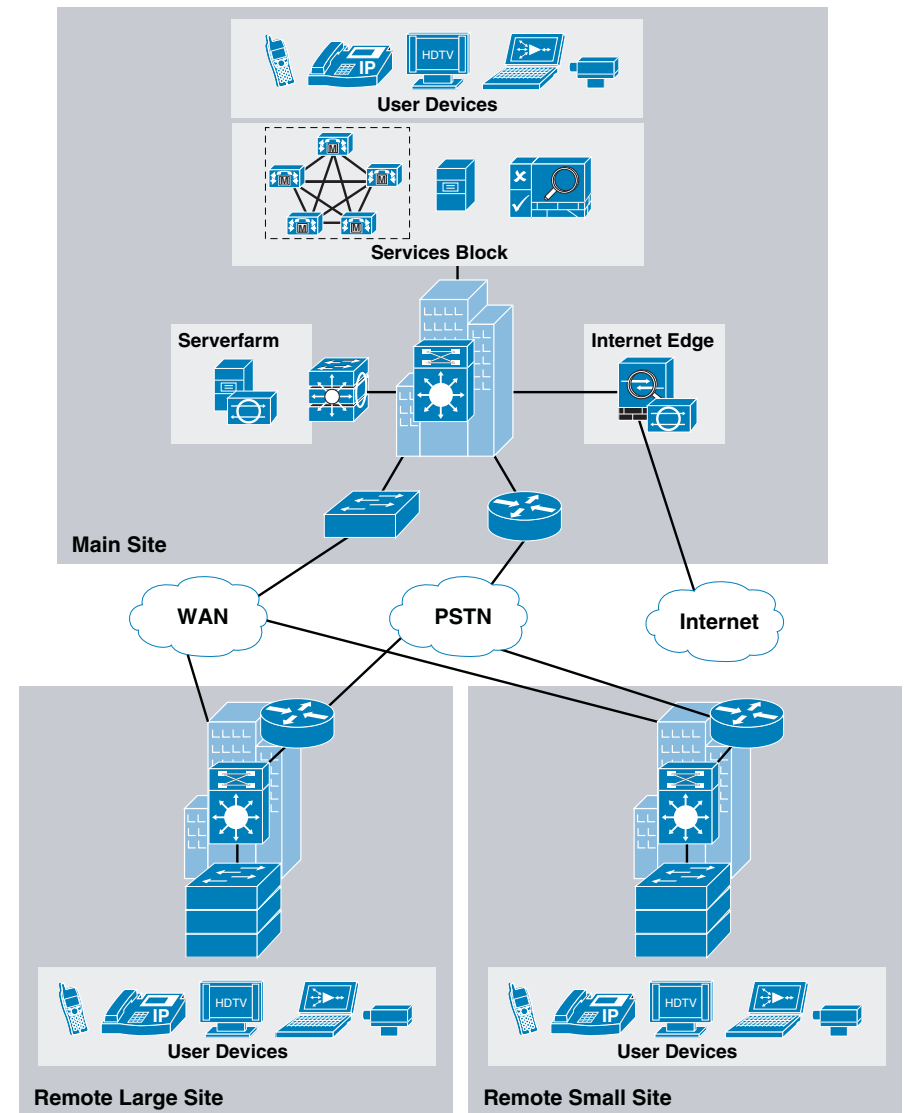 HDTV
IP
User Devices
M
M
M
M
M
Services Block
Serverfarm
Internet Edge
Main Site
WAN
PSTN
Internet
HDTV
IP
User Devices
Remote Large Site
HDTV
IP
User Devices
Remote Small Site